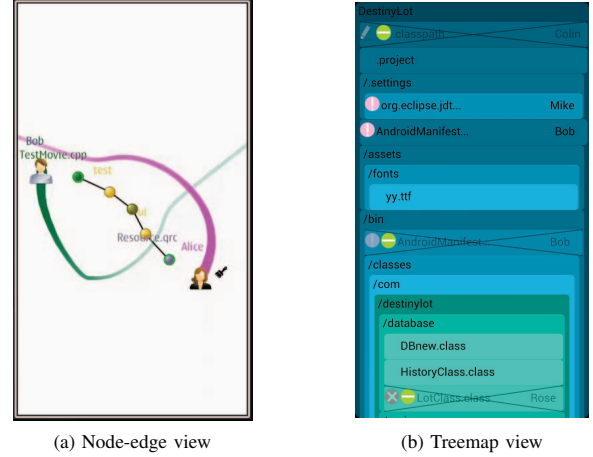 Bob
TestMovie.cpp
test
ui
Resource.qrc
Alice
(a) Node-edge view
DestinyLot
.classpath Colin
.project
/.settings
org.eclipse.jdt... Mike
AndroidManifest... Bob
/assets
/fonts
yy.ttf
/bin
AndroidManifest... Bob
/classes
/com
/destinylot
/database
DBnew.class
HistoryClass.class
LotClass.class Rose
(b) Treemap view